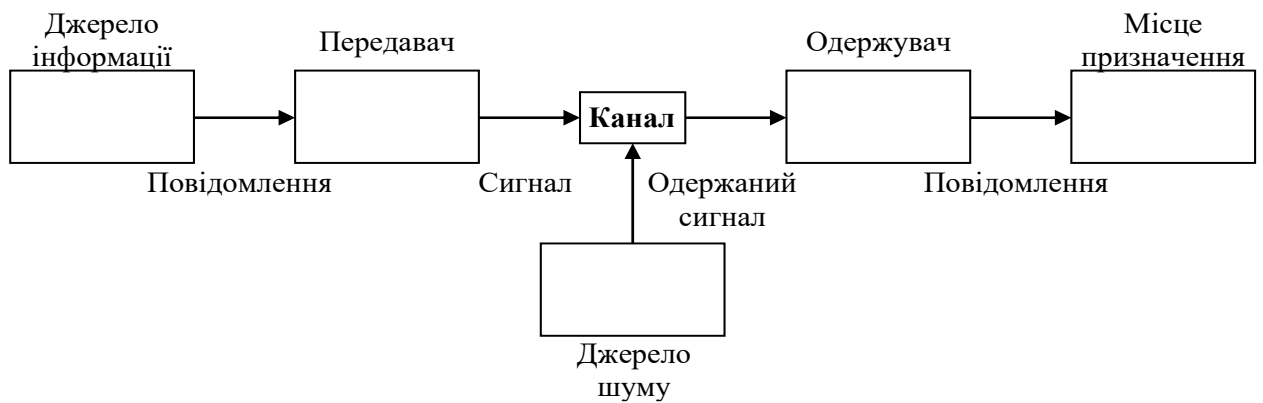 Джерело
інформації
Передавач
Одержувач
Місце
призначення
Канал
Повідомлення
Сигнал
Одержаний
сигнал
Повідомлення
Джерело
шуму